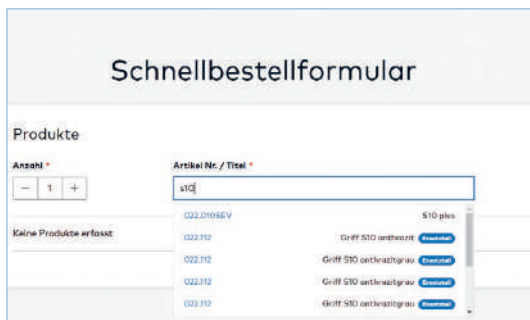 Schnellbestellformular
Produkte
Anzahl * Artikel Nr. / Titel *
− 1 + s10
022.010SEV S10 plus
Keine Produkte erfasst
022.112 Griff S10 anthrazit Ersatzteil
022.112 Griff S10 anthrazitgrau Ersatzteil
022.112 Griff S10 anthrazitgrau Ersatzteil
022.112 Griff S10 anthrazitgrau Ersatzteil